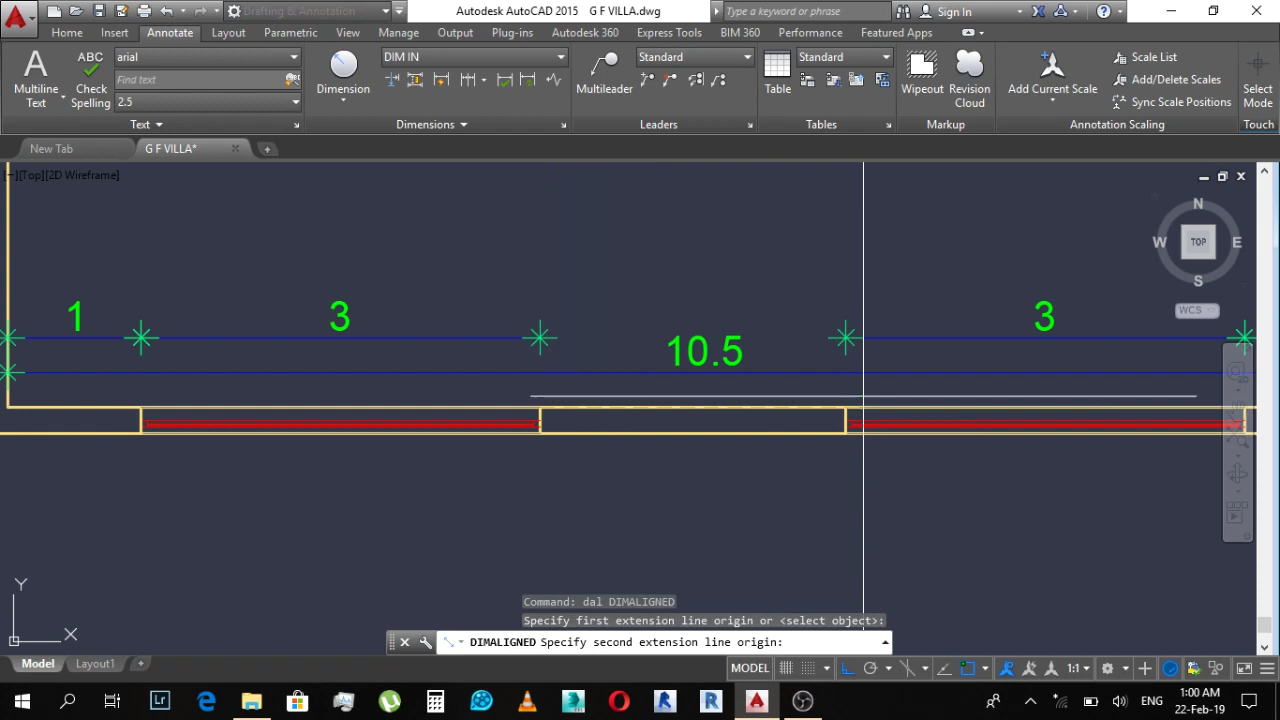 Drawing & Annotation
Autodesk AutoCAD 2015 G F VILLA.dwg
Type a keyword or phrase
Sign In
Home Insert Annotate Layout Parametric View Manage Output Plug-ins Autodesk 360 Express Tools BIM 360 Performance Featured Apps
Multiline Text
ABC
Check Spelling
arial
Find text
2.5
Text
Dimension
DIM IN
Dimensions
Multileader
Standard
Leaders
Table
Standard
Tables
Wipeout
Revision Cloud
Markup
Add Current Scale
Scale List
Add/Delete Scales
Sync Scale Positions
Annotation Scaling
Select Mode
Touch
New Tab
G F VILLA*
[−][Top][2D Wireframe]
N
W TOP E
S
WCS
1 3 3
10.5
Y
X
Command: dal DIMALIGNED
Specify first extension line origin or <select object>:
DIMALIGNED Specify second extension line origin:
Model Layout1
MODEL
1:1
Lr
ENG
1:00 AM
22-Feb-19